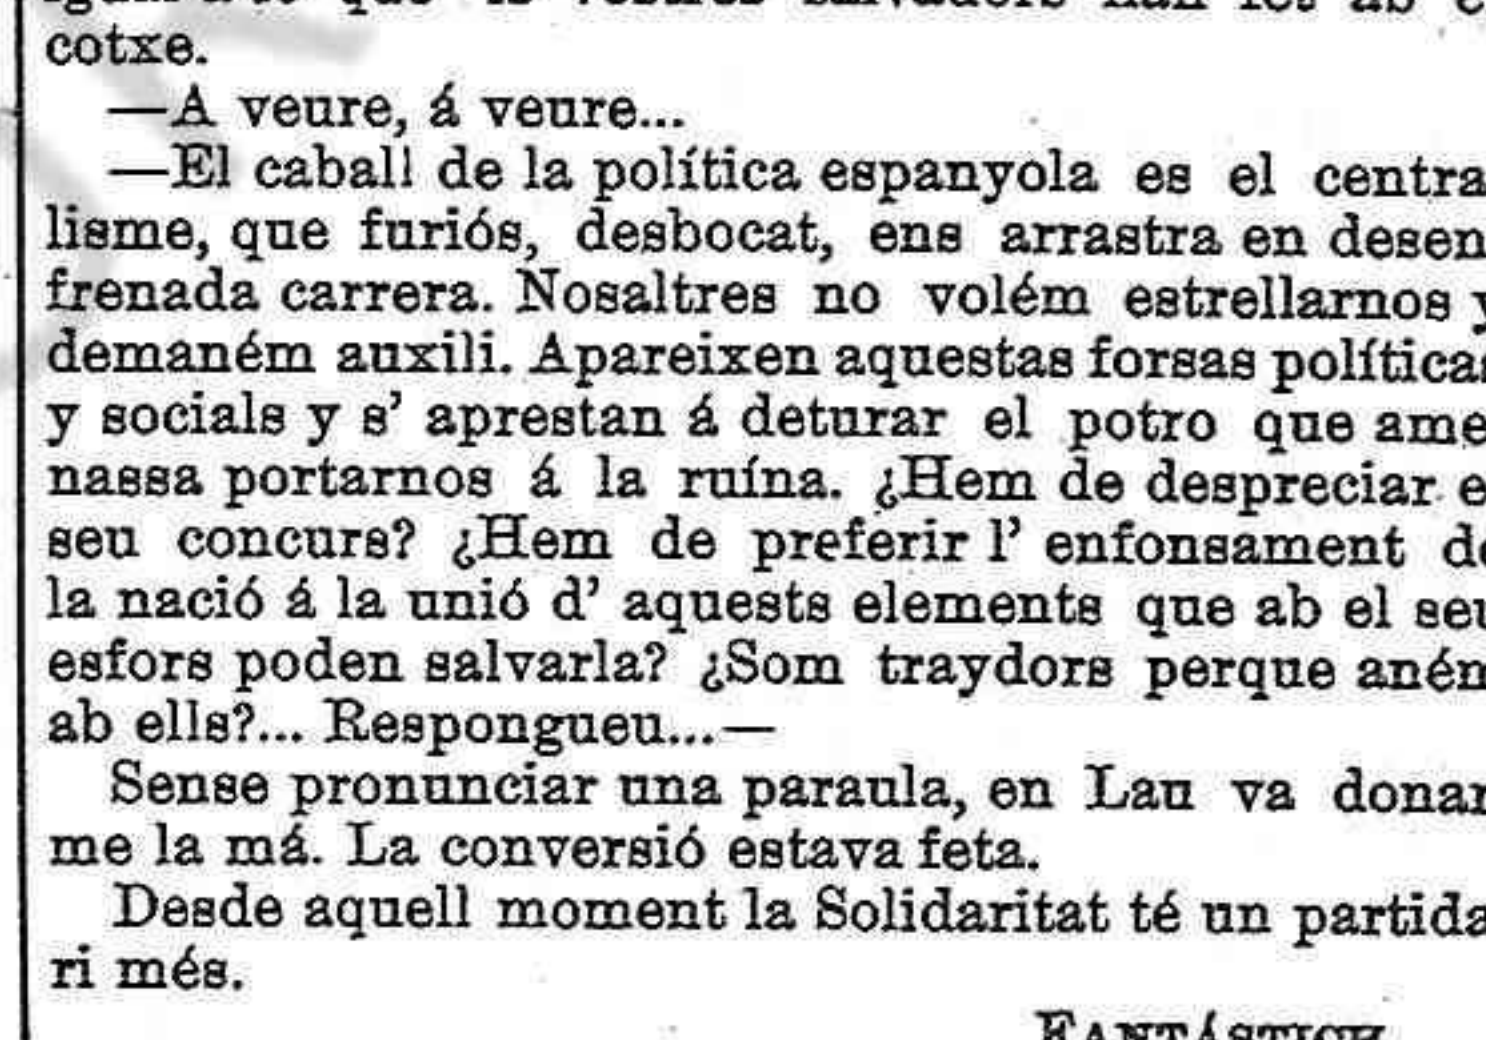 que
cotxe.
—A veure, á veure...
—El caball de la política espanyola es el centra
lisme, que furiós, desbocat, ens arrastra en desen
frenada carrera. Nosaltres no volém estrellarnos y
demaném auxili. Apareixen aquestas forsas políticas
y socials y s' aprestan á deturar el potro que ame
nassa portarnos á la ruína. ¿Hem de despreciar e
seu concurs? ¿Hem de preferir l' enfonsament de
la nació á la unió d' aquests elements que ab el seu
esfors poden salvarla? ¿Som traydors perque aném
ab ells?... Respongueu...—
Sense pronunciar una paraula, en Lau va donar
me la má. La conversió estava feta.
Desde aquell moment la Solidaritat té un partida
ri més.
FANTÁSTICH